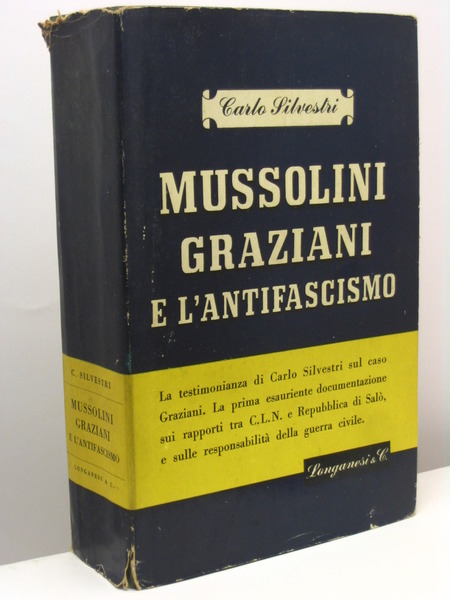 Carlo Silvestri
MUSSOLINI
GRAZIANI
E L'ANTIFASCISMO
La testimonianza di Carlo Silvestri sul caso
Graziani. La prima esauriente documentazione
sui rapporti tra C.L.N. e Repubblica di Salò,
e sulle responsabilità della guerra civile.
Longanesi & C.
C. SILVESTRI
MUSSOLINI
GRAZIANI
E L'ANTIFASCISMO
LONGANESI & C.